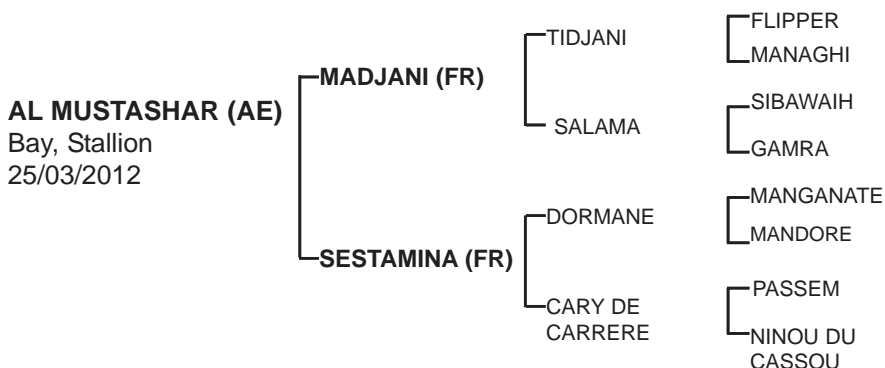 AL MUSTASHAR (AE)
Bay, Stallion
25/03/2012
MADJANI (FR)
SESTAMINA (FR)
TIDJANI
SALAMA
DORMANE
CARY DE
CARRERE
FLIPPER
MANAGHI
SIBAWAIH
GAMRA
MANGANATE
MANDORE
PASSEM
NINOU DU
CASSOU